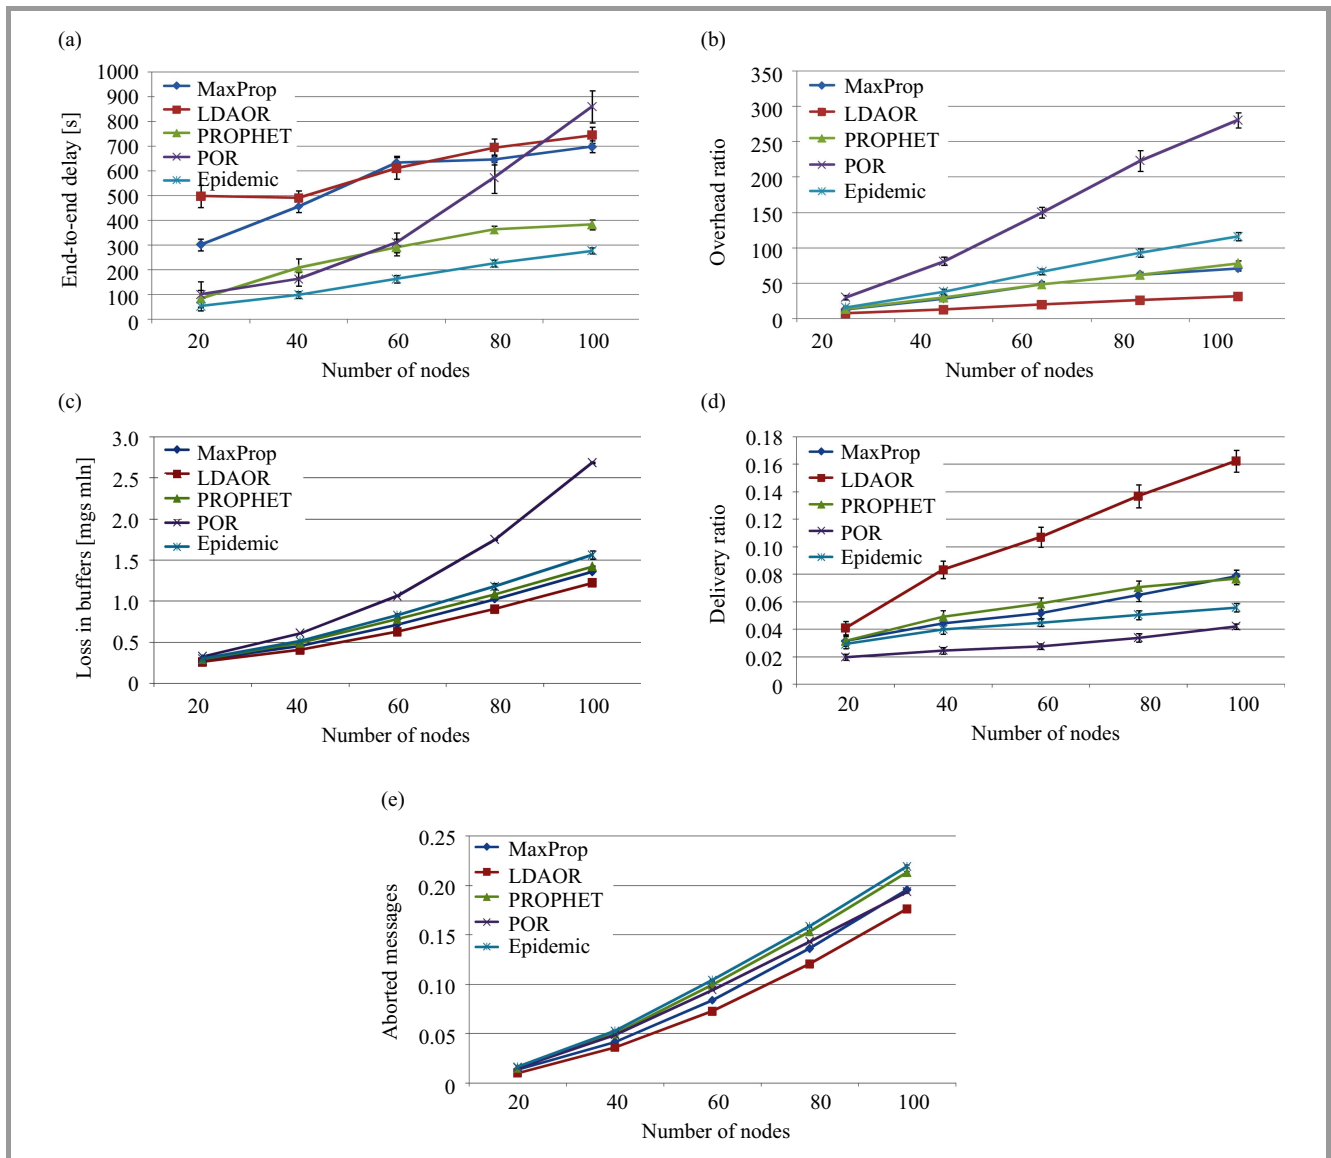 (a)
1000
900
800
700
600
500
400
300
200
100
0
End-to-end delay [s]
MaxProp
LDAOR
PROPHET
POR
Epidemic
20 40 60 80 100
Number of nodes
(b)
350
300
250
200
150
100
50
0
Overhead ratio
MaxProp
LDAOR
PROPHET
POR
Epidemic
20 40 60 80 100
Number of nodes
(c)
3.0
2.5
2.0
1.5
1.0
0.5
0
Loss in buffers [mgs mln]
MaxProp
LDAOR
PROPHET
POR
Epidemic
20 40 60 80 100
Number of nodes
(d)
0.18
0.16
0.14
0.12
0.10
0.08
0.06
0.04
0.02
0
Delivery ratio
MaxProp
LDAOR
PROPHET
POR
Epidemic
20 40 60 80 100
Number of nodes
(e)
0.25
0.20
0.15
0.10
0.05
0
Aborted messages
MaxProp
LDAOR
PROPHET
POR
Epidemic
20 40 60 80 100
Number of nodes